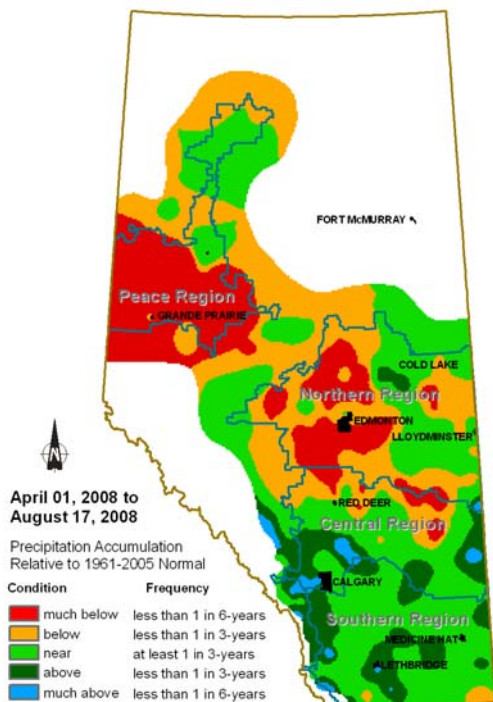 FORT McMURRAY
Peace Region
GRANDE PRAIRIE
COLD LAKE
Northern Region
EDMONTON
LLOYDMINSTER
N
April 01, 2008 to
August 17, 2008
RED DEER
Central Region
Precipitation Accumulation
Relative to 1961-2005 Normal
CALGARY
Condition Frequency
Southern Region
much below less than 1 in 6-years
below less than 1 in 3-years
MEDICINE HAT
near at least 1 in 3-years
LETHBRIDGE
above less than 1 in 3-years
much above less than 1 in 6-years